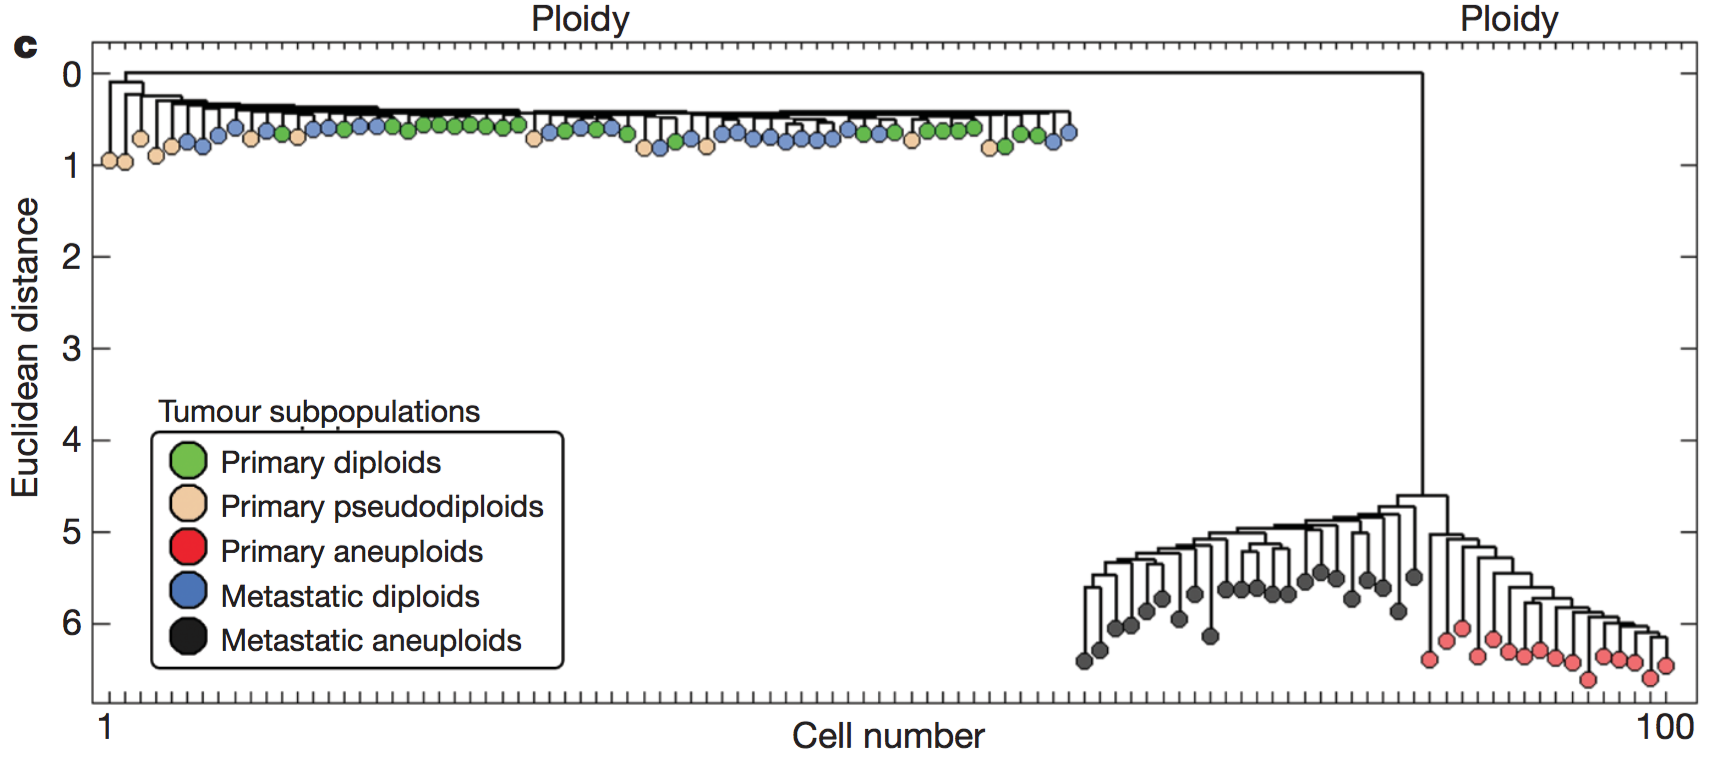 Ploidy Ploidy
c
0
1
2
3
4
5
6
Euclidean distance
Tumour subpopulations
Primary diploids
Primary pseudodiploids
Primary aneuploids
Metastatic diploids
Metastatic aneuploids
1 100
Cell number